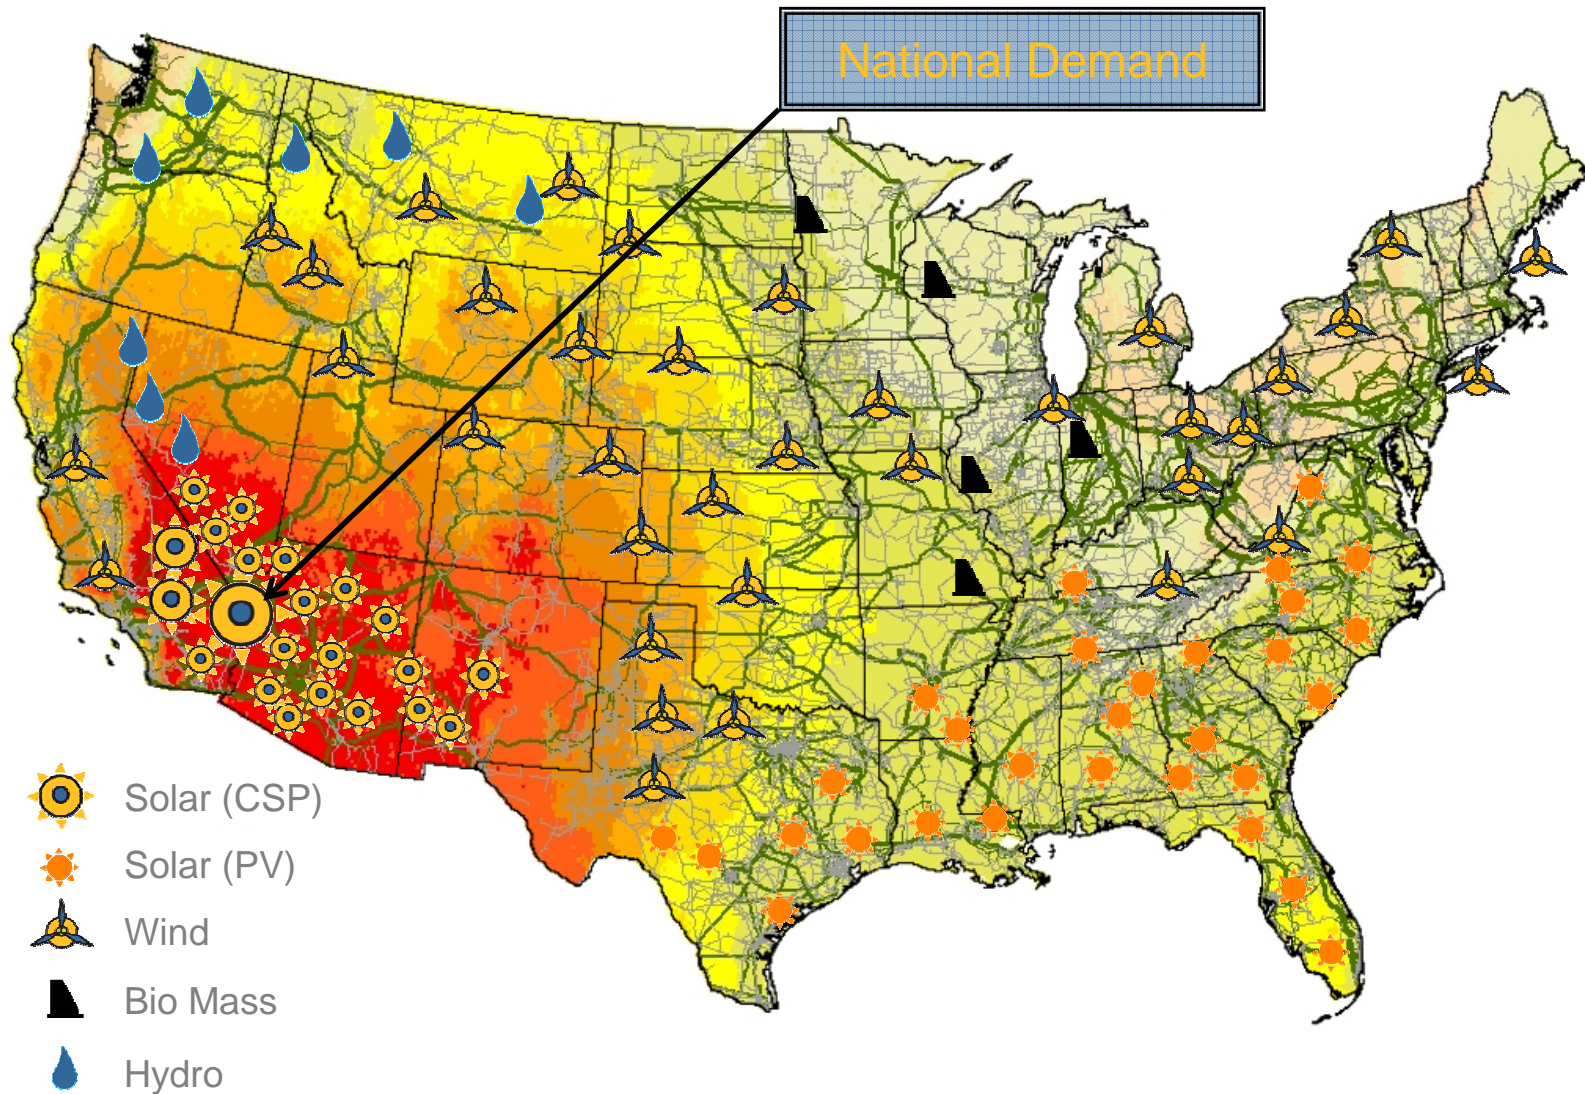 National Demand
Solar (CSP)
Solar (PV)
Wind
Bio Mass
Hydro